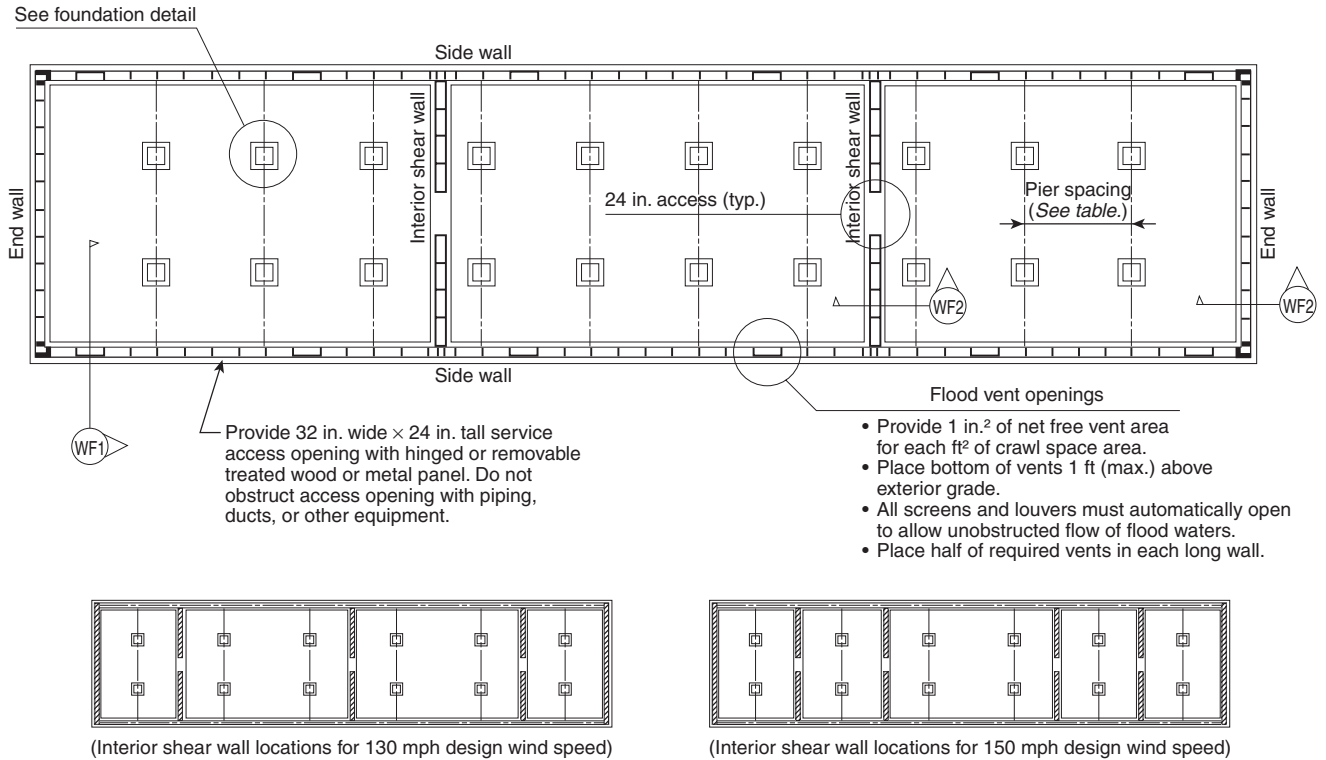 See foundation detail
Side wall
End wall
Interior shear wall
24 in. access (typ.)
Interior shear wall
Pier spacing
(See table.)
End wall
WF2
WF2
Side wall
WF1
Provide 32 in. wide × 24 in. tall service
access opening with hinged or removable
treated wood or metal panel. Do not
obstruct access opening with piping,
ducts, or other equipment.
Flood vent openings
• Provide 1 in.² of net free vent area
for each ft² of crawl space area.
• Place bottom of vents 1 ft (max.) above
exterior grade.
• All screens and louvers must automatically open
to allow unobstructed flow of flood waters.
• Place half of required vents in each long wall.
(Interior shear wall locations for 130 mph design wind speed)
(Interior shear wall locations for 150 mph design wind speed)